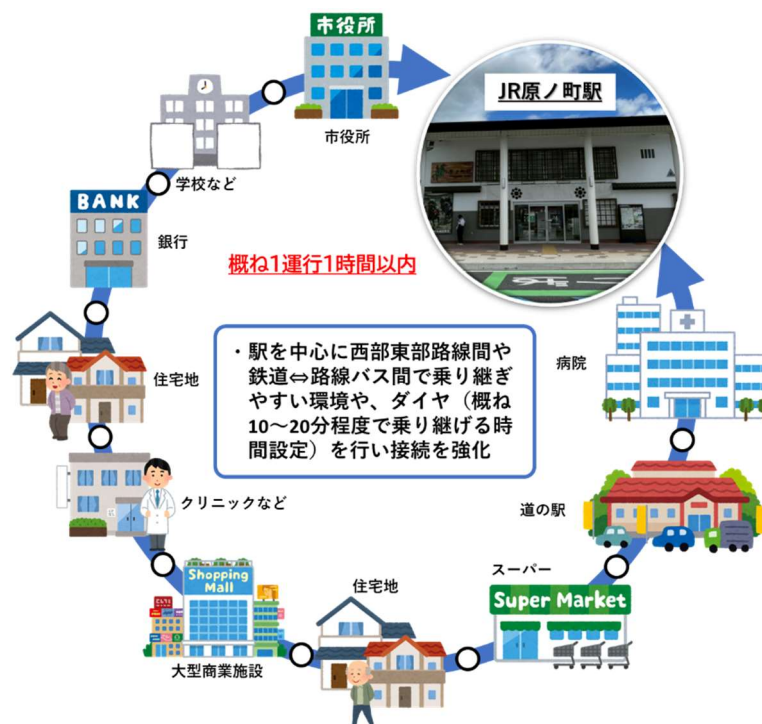 市役所
市役所
JR原ノ町駅
学校など
BANK
銀行
概ね1運行1時間以内
住宅地
・駅を中心に西部東部路線間や
鉄道⇔路線バス間で乗り継ぎ
やすい環境や、ダイヤ（概ね
10～20分程度で乗り継げる時
間設定）を行い接続を強化
病院
クリニックなど
道の駅
Shopping
Mall
大型商業施設
住宅地
スーパー
Super Market